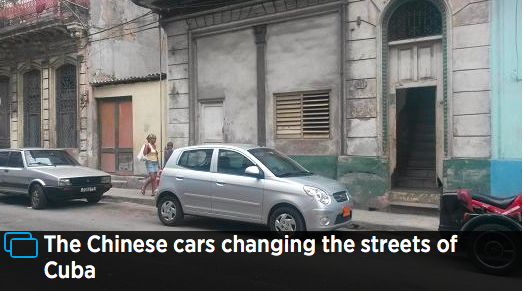 The Chinese cars changing the streets of
Cuba